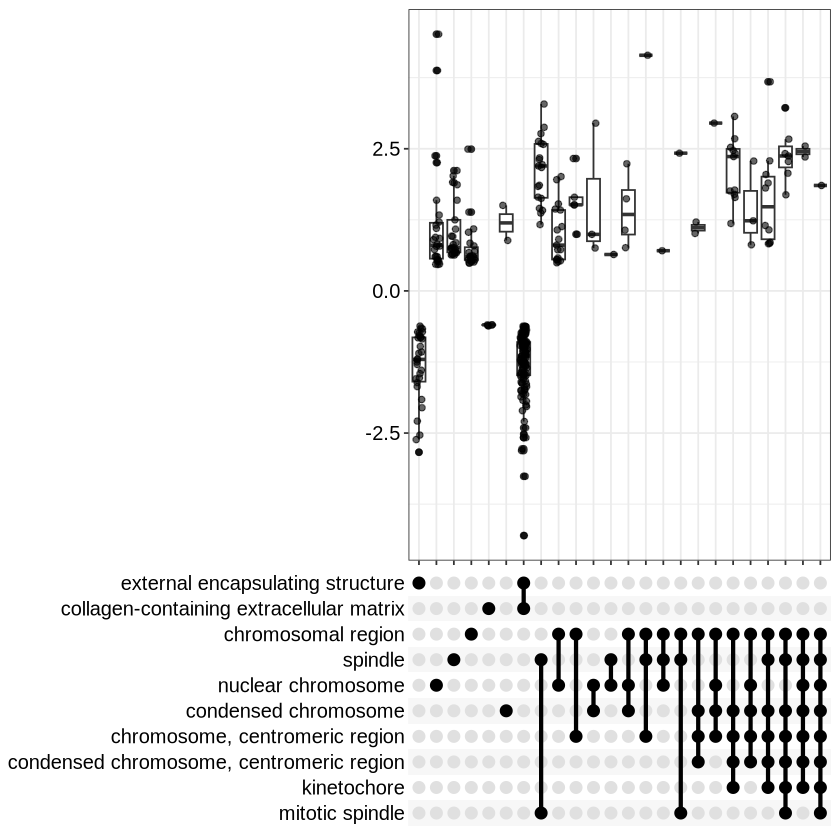 2.5
0.0
-2.5
external encapsulating structure
collagen-containing extracellular matrix
chromosomal region
spindle
nuclear chromosome
condensed chromosome
chromosome, centromeric region
condensed chromosome, centromeric region
kinetochore
mitotic spindle